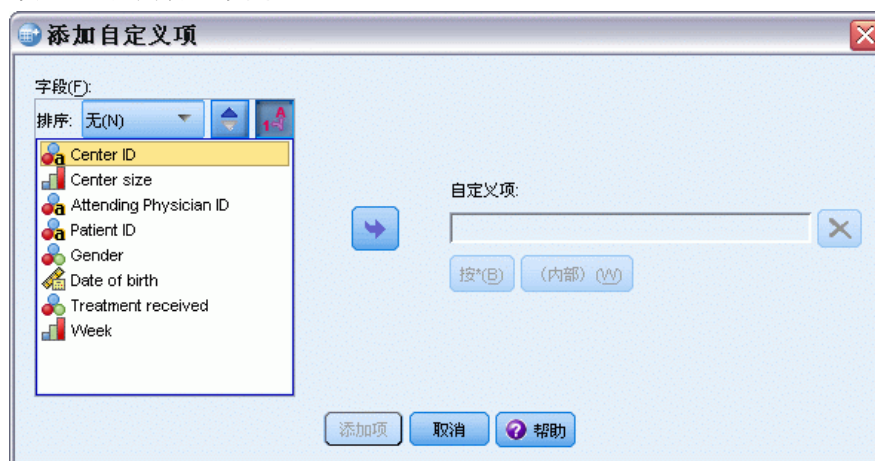 添加自定义项
字段(F):
排序: 无(N)
Center ID
Center size
Attending Physician ID
Patient ID
Gender
Date of birth
Treatment received
Week
自定义项:
按*(B) （内部）(W)
添加项 取消 帮助